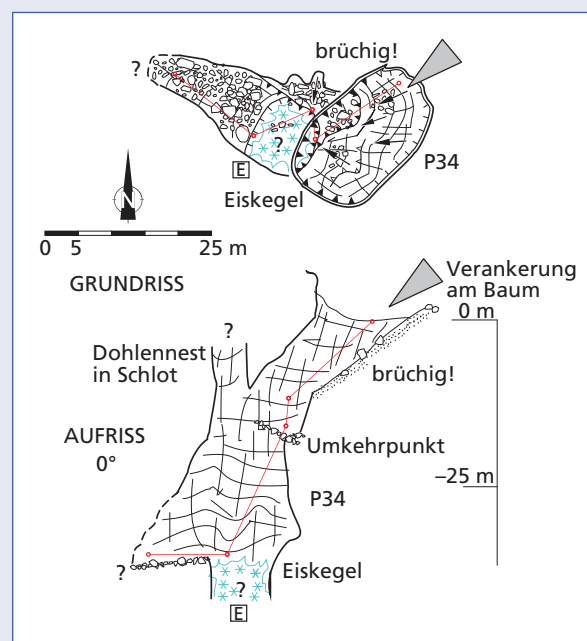 brüchig!
?
?
P34
E
Eiskegel
N
0 5 25 m
GRUNDRISS
Verankerung
am Baum
0 m
?
Dohlennest
in Schlot
brüchig!
AUFRISS
0°
Umkehrpunkt
–25 m
P34
?
Eiskegel
?
E